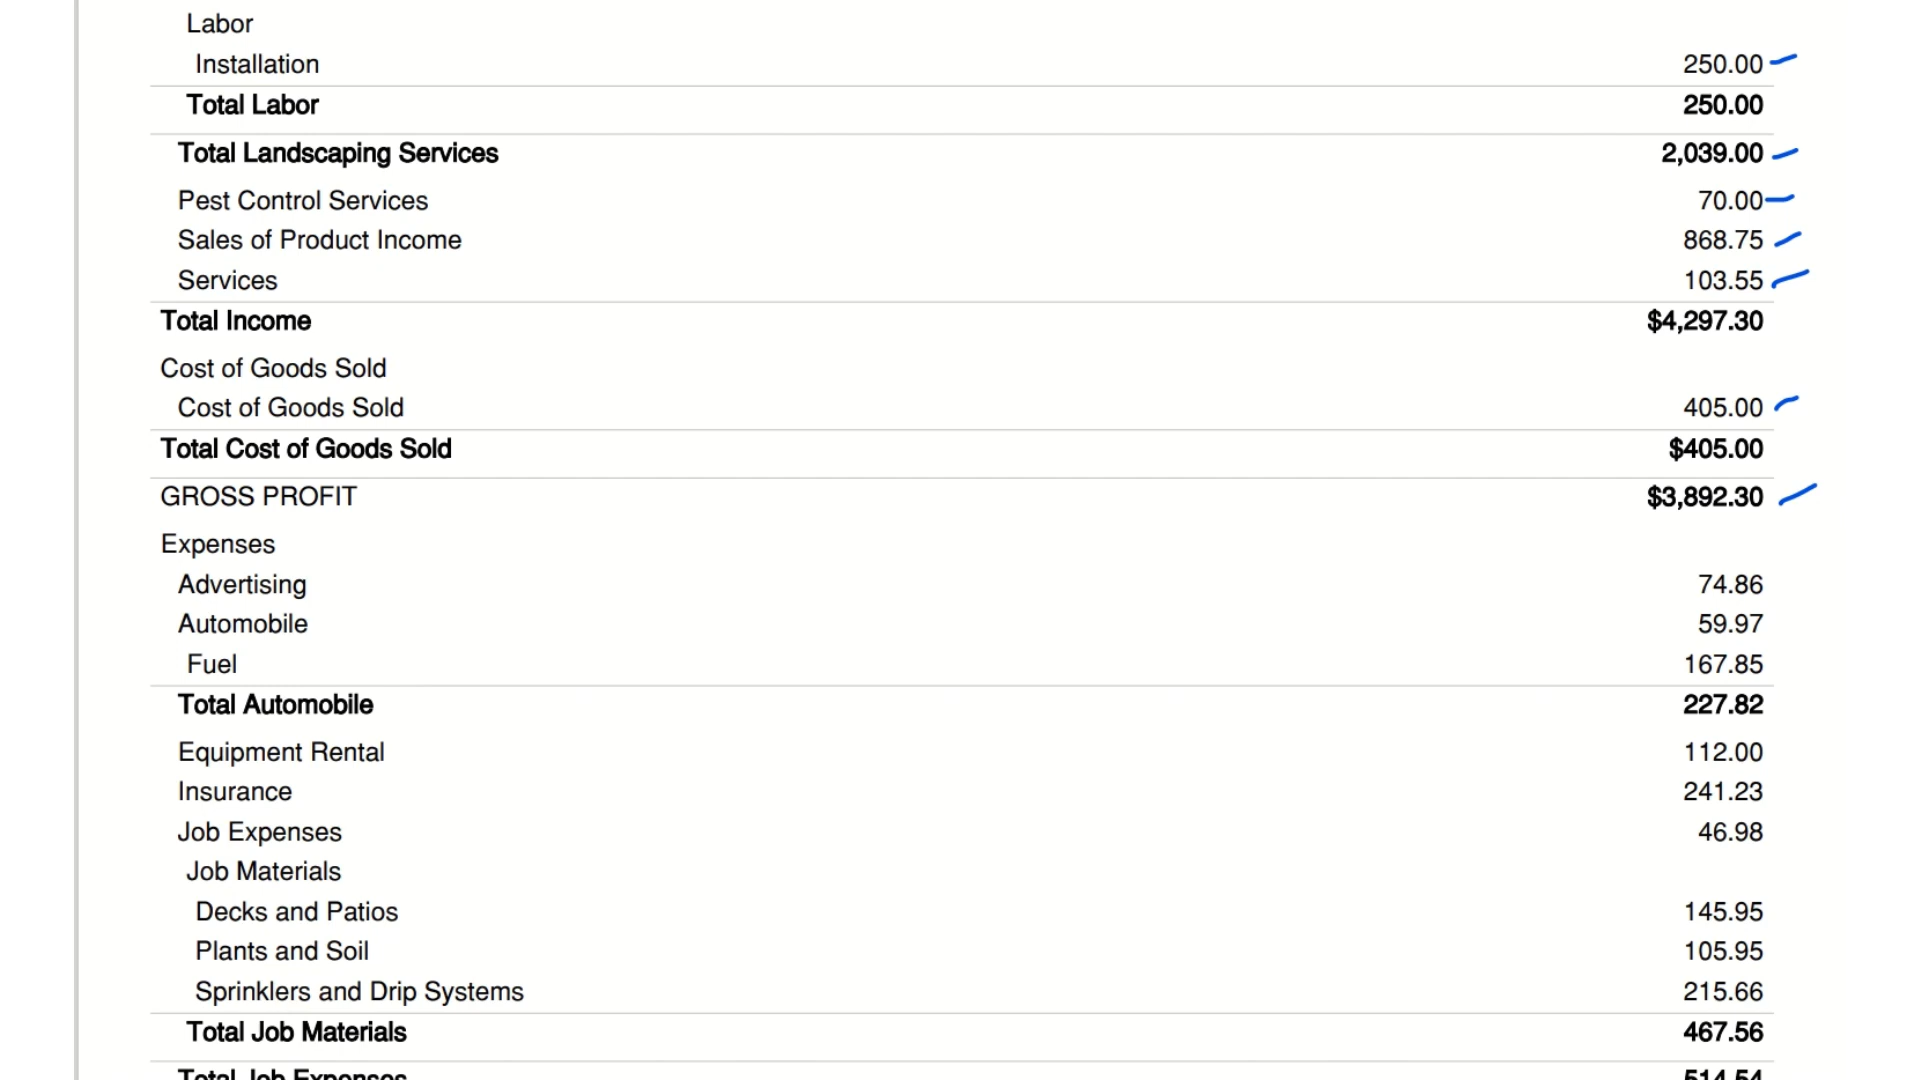 Labor
Installation 250.00
Total Labor 250.00
Total Landscaping Services 2,039.00
Pest Control Services 70.00
Sales of Product Income 868.75
Services 103.55
Total Income $4,297.30
Cost of Goods Sold
Cost of Goods Sold 405.00
Total Cost of Goods Sold $405.00
GROSS PROFIT $3,892.30
Expenses
Advertising 74.86
Automobile 59.97
Fuel 167.85
Total Automobile 227.82
Equipment Rental 112.00
Insurance 241.23
Job Expenses 46.98
Job Materials
Decks and Patios 145.95
Plants and Soil 105.95
Sprinklers and Drip Systems 215.66
Total Job Materials 467.56
Total Job Expenses 514.54